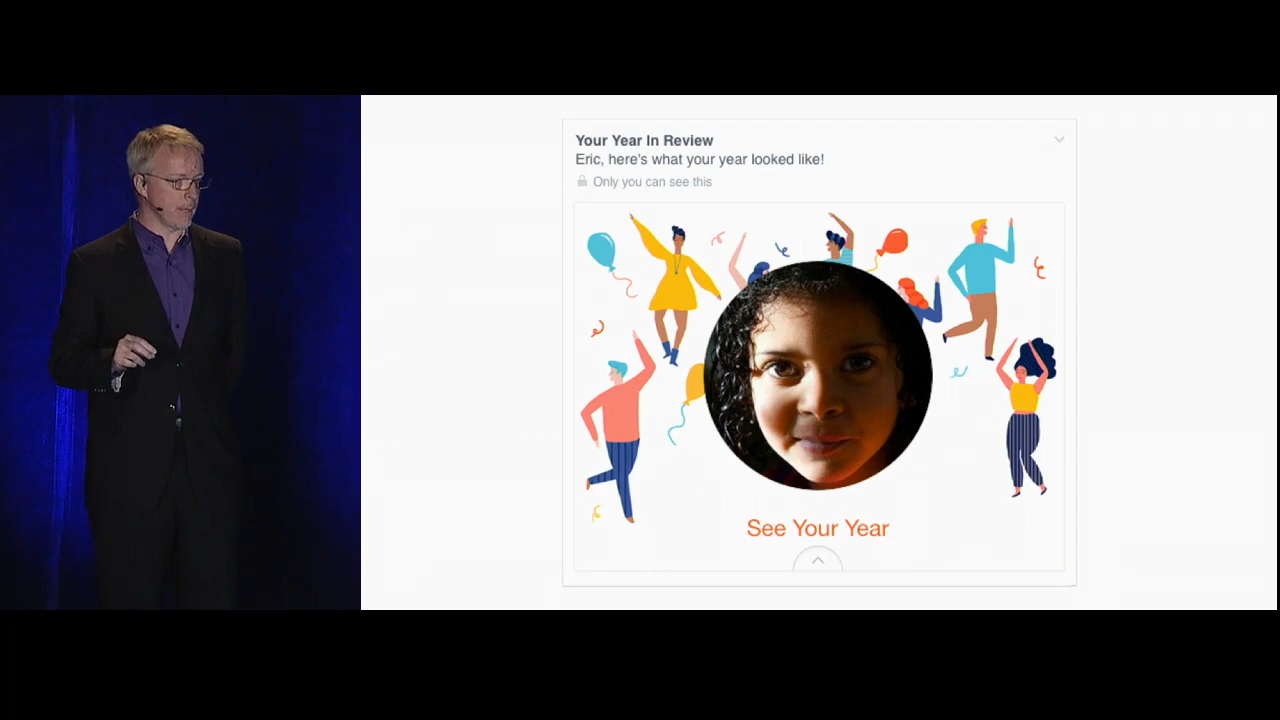 Your Year In Review
Eric, here's what your year looked like!
Only you can see this
See Your Year